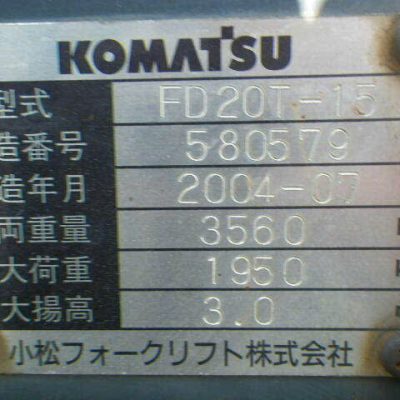 KOMATSU
型式 FD20T-15
造番号 580579
造年月 2004-07
両重量 3560
大荷重 1950
大揚高 3.0
小松フォークリフト株式会社